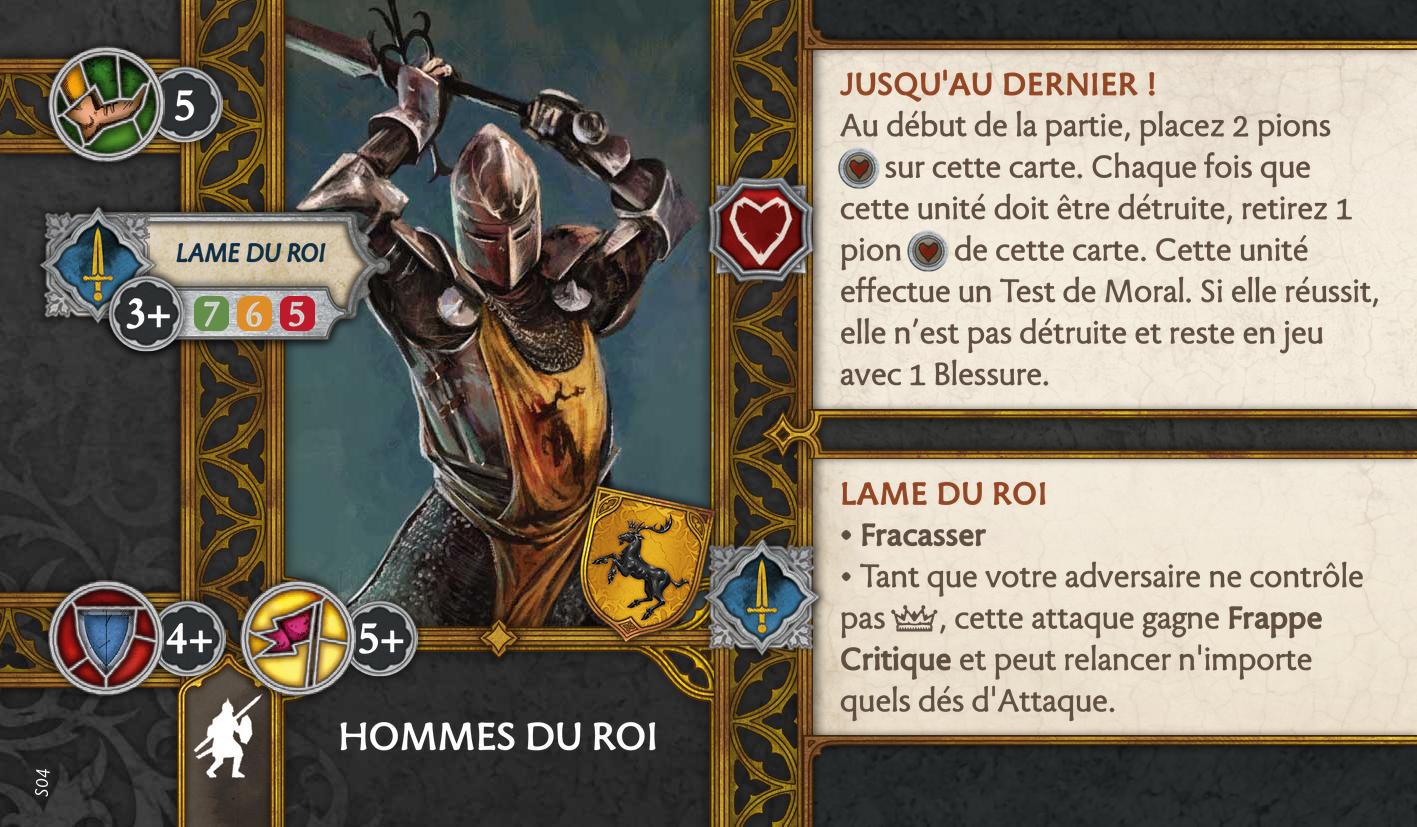 5
LAME DU ROI
3+ 7 6 5
4+ 5+
HOMMES DU ROI
S04
JUSQU'AU DERNIER !
Au début de la partie, placez 2 pions
sur cette carte. Chaque fois que
cette unité doit être détruite, retirez 1
pion de cette carte. Cette unité
effectue un Test de Moral. Si elle réussit,
elle n’est pas détruite et reste en jeu
avec 1 Blessure.
LAME DU ROI
• Fracasser
• Tant que votre adversaire ne contrôle
pas , cette attaque gagne Frappe
Critique et peut relancer n'importe
quels dés d'Attaque.